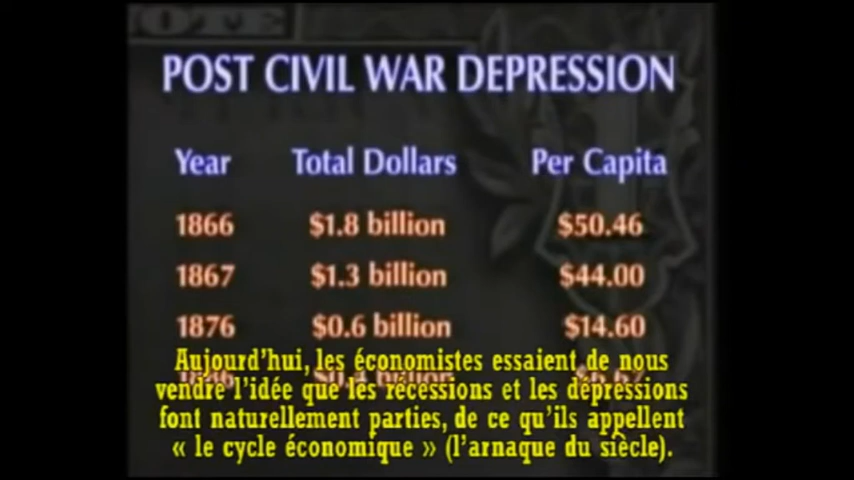 NOTE
POST CIVIL WAR DEPRESSION
Year Total Dollars Per Capita
1866 $1.8 billion $50.46
1867 $1.3 billion $44.00
1876 $0.6 billion $14.60
Aujourd'hui, les économistes essaient de nous
vendre l'idée que les récessions et les dépressions
font naturellement parties, de ce qu'ils appellent
« le cycle économique » (l'arnaque du siècle).